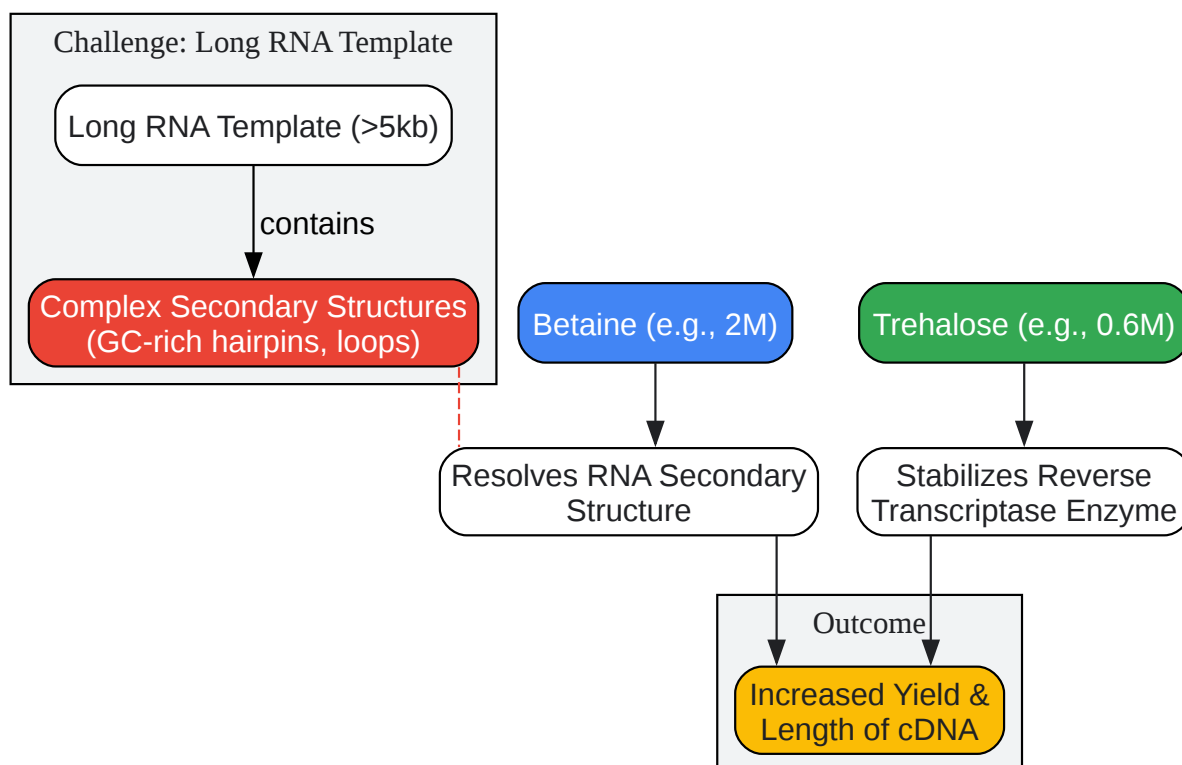 Challenge: Long RNA Template
Long RNA Template (>5kb)
contains
Complex Secondary Structures
(GC-rich hairpins, loops)
Betaine (e.g., 2M)
Trehalose (e.g., 0.6M)
Resolves RNA Secondary
Structure
Stabilizes Reverse
Transcriptase Enzyme
Outcome
Increased Yield &
Length of cDNA